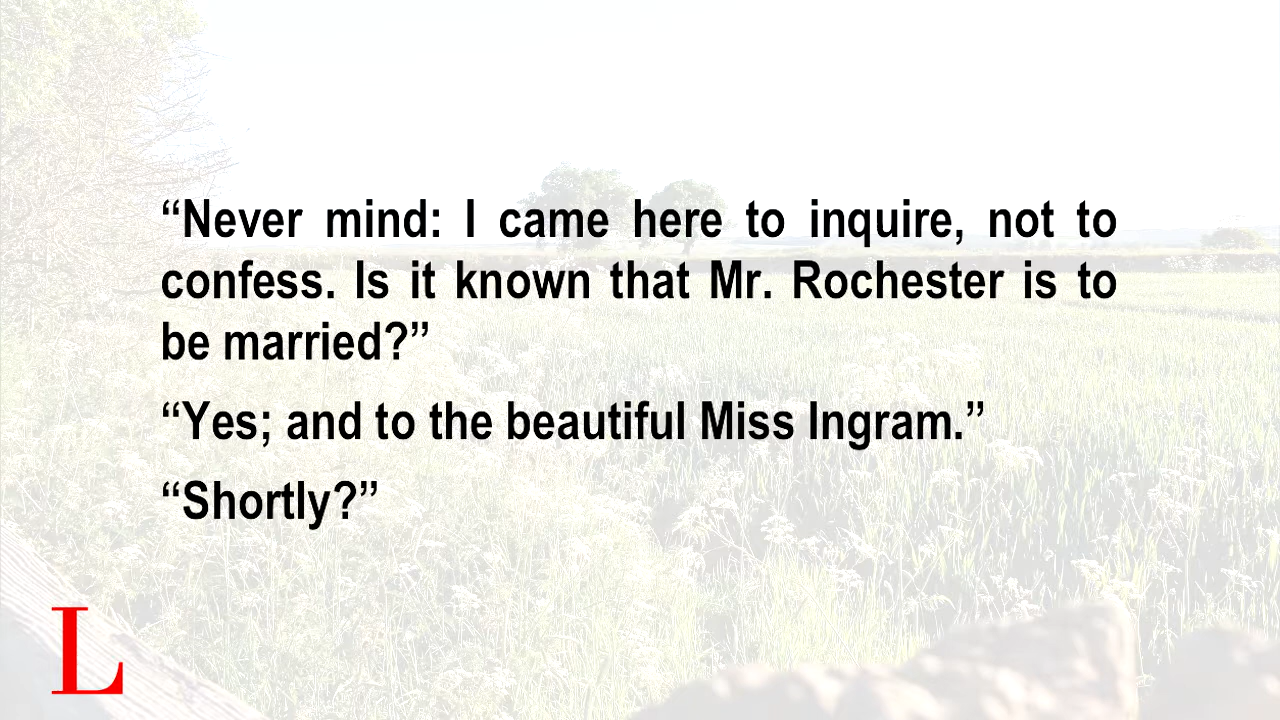 “Never mind: I came here to inquire, not to
confess. Is it known that Mr. Rochester is to
be married?”
“Yes; and to the beautiful Miss Ingram.”
“Shortly?”
L